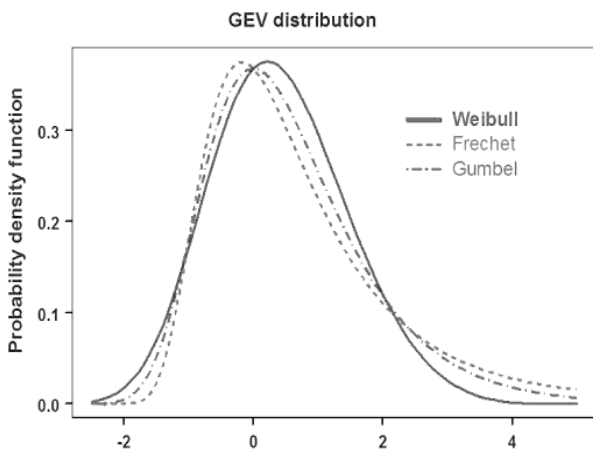 GEV distribution
Probability density function
0.3
0.2
0.1
0.0
Weibull
Frechet
Gumbel
-2
0
2
4